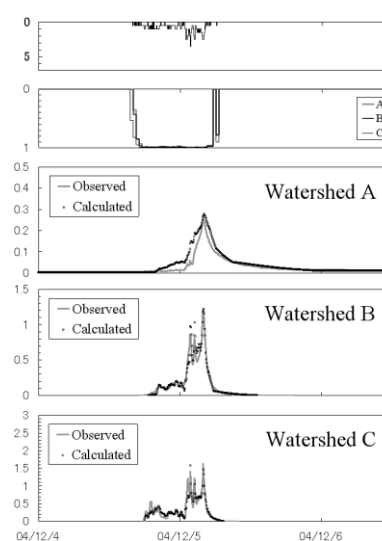 0
5
0
A
B
C
1
0.5
0.4
0.3
0.2
0.1
0
Observed
Calculated
Watershed A
1.5
1
0.5
0
Observed
Calculated
Watershed B
3
2.5
2
1.5
1
0.5
0
Observed
Calculated
Watershed C
04/12/4 04/12/5 04/12/6